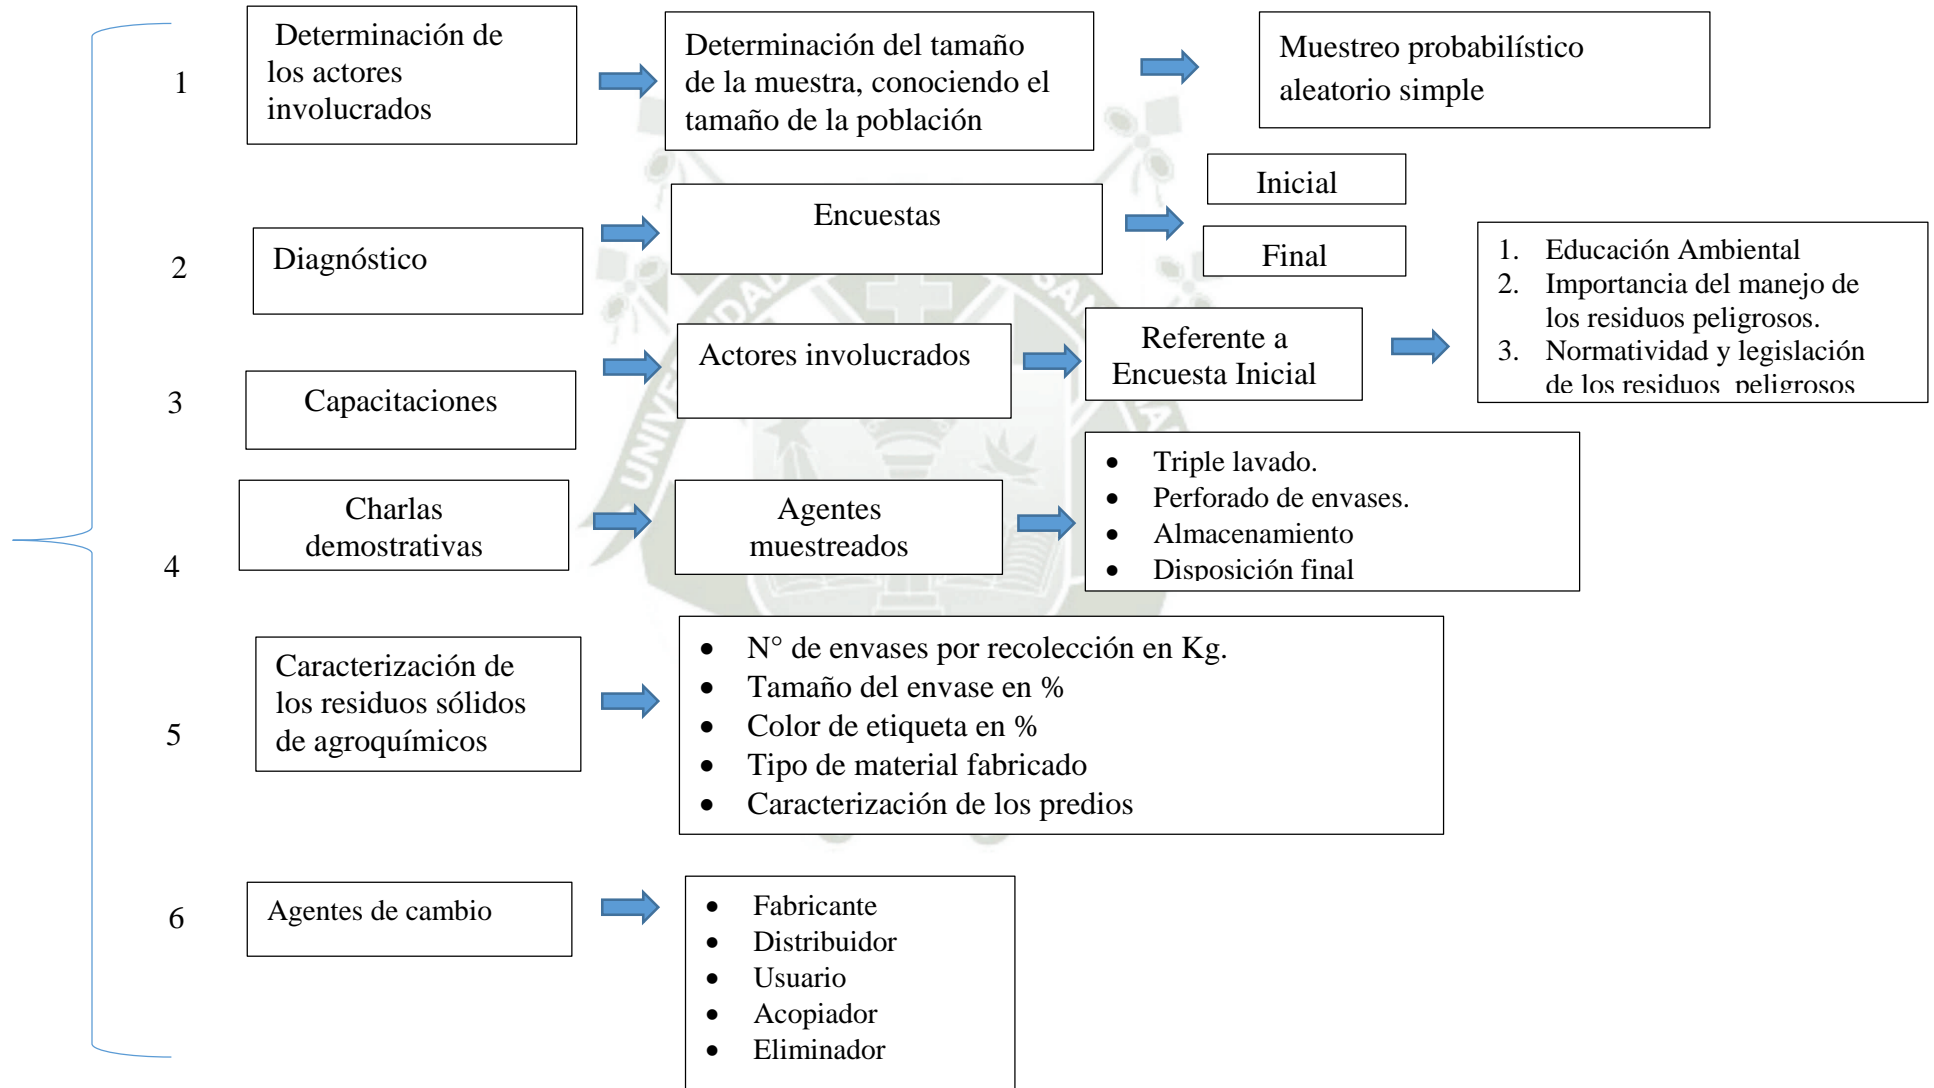 1
Determinación de
los actores
involucrados
Determinación del tamaño
de la muestra, conociendo el
tamaño de la población
Muestreo probabilístico
aleatorio simple
2
Diagnóstico
Encuestas
Inicial
Final
3
Capacitaciones
Actores involucrados
Referente a
Encuesta Inicial
1. Educación Ambiental
2. Importancia del manejo de
los residuos peligrosos.
3. Normatividad y legislación
de los residuos peligrosos
4
Charlas
demostrativas
Agentes
muestreados
• Triple lavado.
• Perforado de envases.
• Almacenamiento
• Disposición final
5
Caracterización de
los residuos sólidos
de agroquímicos
• N° de envases por recolección en Kg.
• Tamaño del envase en %
• Color de etiqueta en %
• Tipo de material fabricado
• Caracterización de los predios
6
Agentes de cambio
• Fabricante
• Distribuidor
• Usuario
• Acopiador
• Eliminador